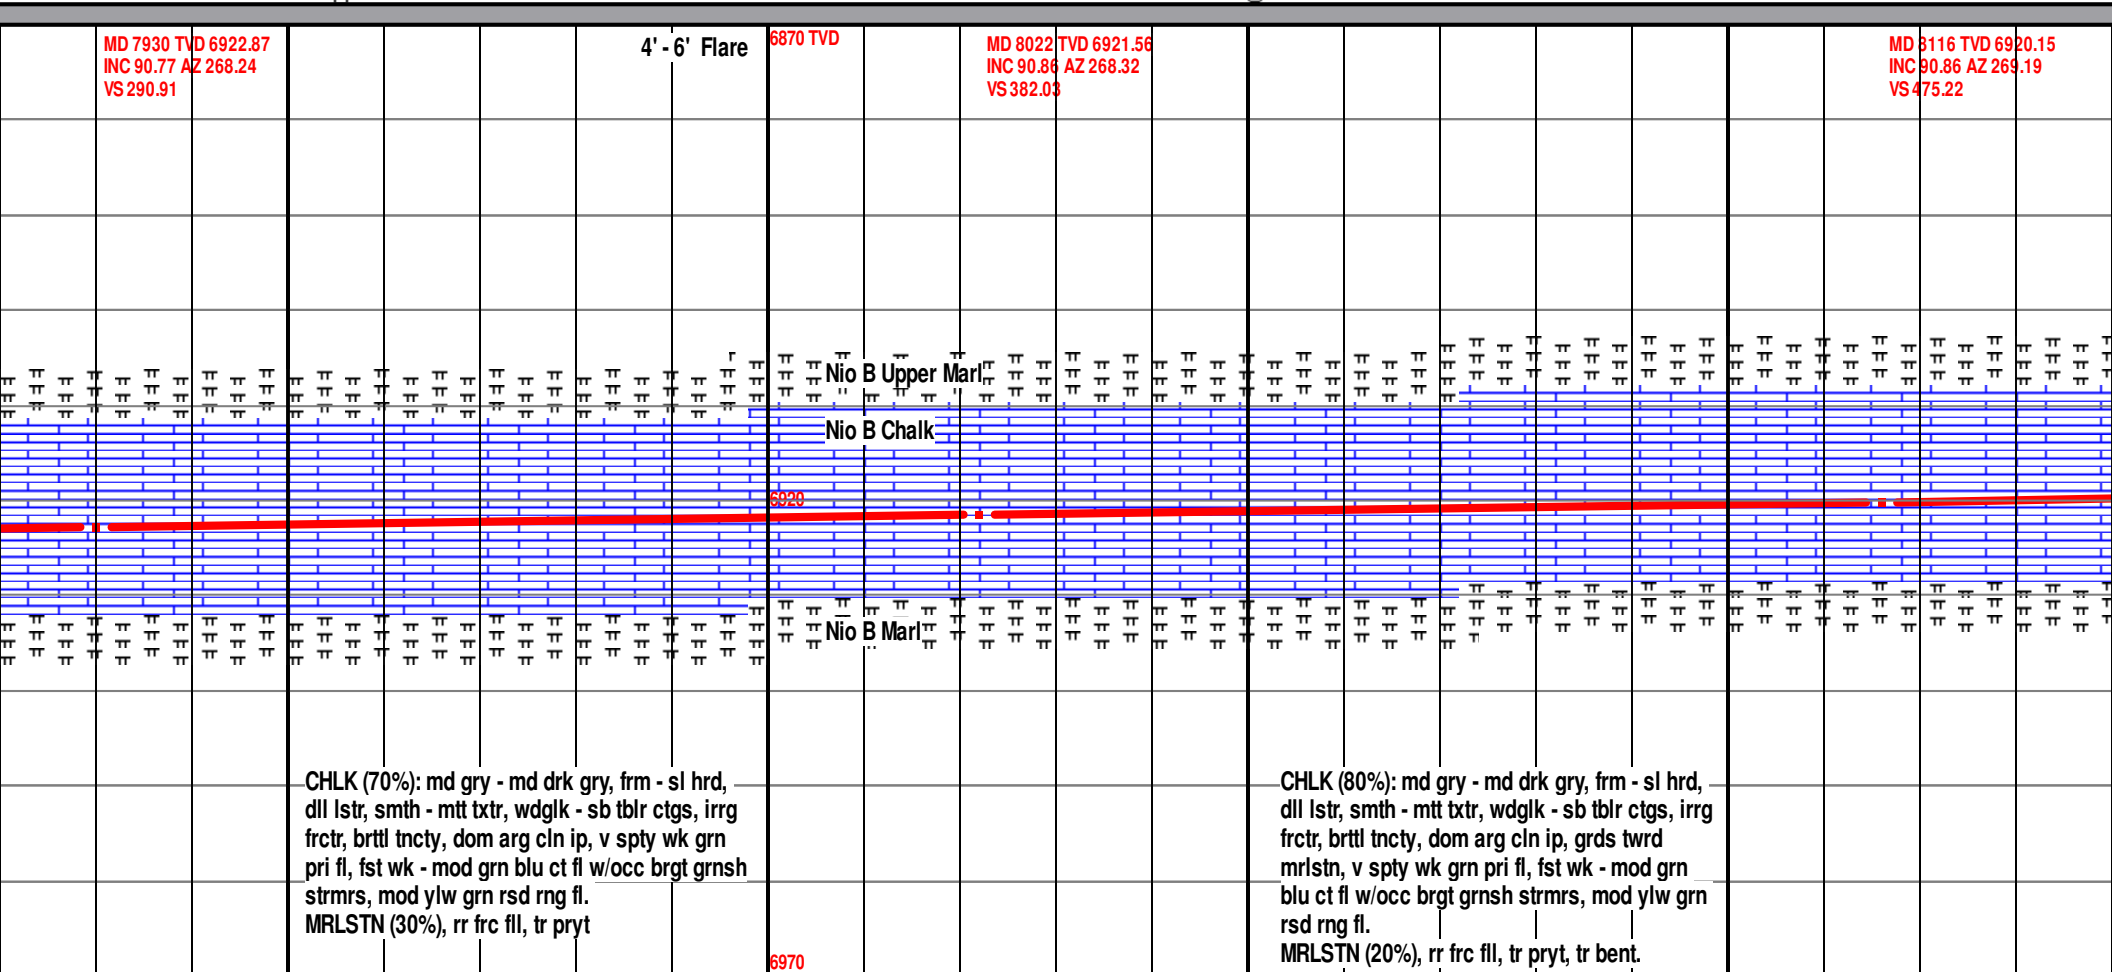 MD 7930 TVD 6922.87
INC 90.77 AZ 268.24
VS 290.91
4' - 6' Flare
6870 TVD
MD 8022 TVD 6921.56
INC 90.86 AZ 268.32
VS 382.03
MD 8116 TVD 6920.15
INC 90.86 AZ 269.19
VS 475.22
Nio B Upper Marl
Nio B Chalk
6920
Nio B Marl
CHLK (70%): md gry - md drk gry, frm - sl hrd,
dll lstr, smth - mtt txtr, wdglk - sb tblr ctgs, irrg
frctr, brttl tncty, dom arg cln ip, v spty wk grn
pri fl, fst wk - mod grn blu ct fl w/occ brgt grnsh
strmrs, mod ylw grn rsd rng fl.
MRLSTN (30%), rr frc fll, tr pryt
CHLK (80%): md gry - md drk gry, frm - sl hrd,
dll lstr, smth - mtt txtr, wdglk - sb tblr ctgs, irrg
frctr, brttl tncty, dom arg cln ip, grds twrd
mrlstn, v spty wk grn pri fl, fst wk - mod grn
blu ct fl w/occ brgt grnsh strmrs, mod ylw grn
rsd rng fl.
MRLSTN (20%), rr frc fll, tr pryt, tr bent.
6970